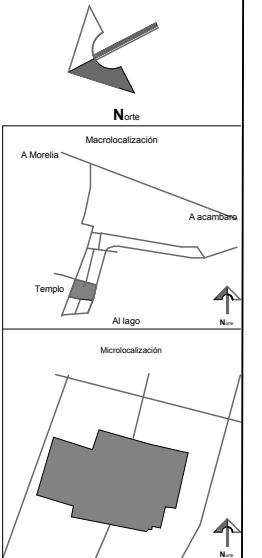 Norte
Macrolocalización
A Morelia
A acambaro
Templo
Al lago
Norte
Microlocalización
Norte